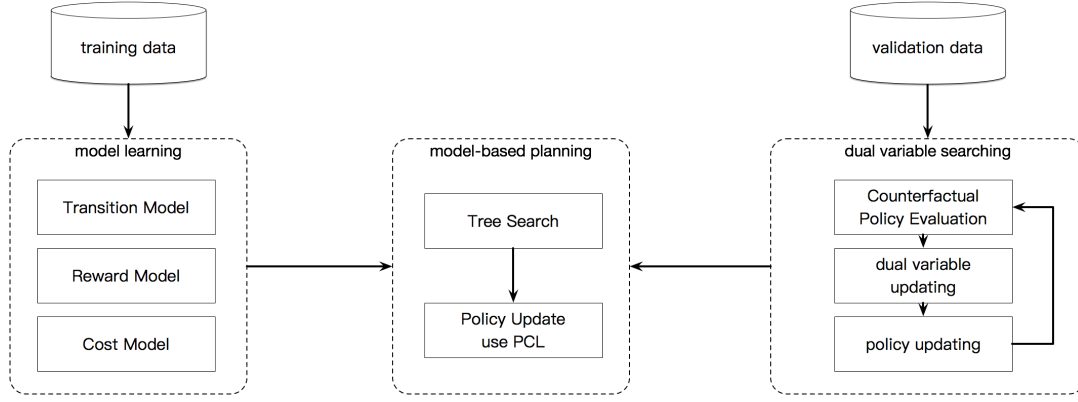 training data
validation data
model learning
Transition Model
Reward Model
Cost Model
model-based planning
Tree Search
Policy Update
use PCL
dual variable searching
Counterfactual
Policy Evaluation
dual variable
updating
policy updating